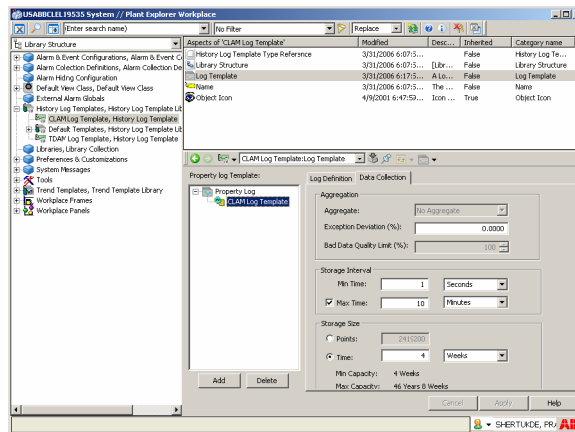 USABBCLEL19535 System // Plant Explorer Workplace
(Enter search name)
No Filter
Replace
Library Structure
Alarm & Event Configurations, Alarm & Event C
Alarm Colection Definitions, Alarm Collection De
Alarm Hiding Configuration
Default View Class, Default View Class
External Alarm Globals
History Log Templates, History Log Template Lib
CLAM Log Template, History Log Template
Default Templates, History Log Template Lib
TDAM Log Template, History Log Template
Libraries, Library Collection
Preferences & Customizations
System Messages
Tools
Trend Templates, Trend Template Library
Workplace Frames
Workplace Panels
Aspects of 'CLAM Log Template' Modified Desc... Inherited Category name
History Log Template Type Reference 3/31/2006 6:07:5... False History Log Te...
Library Structure 3/31/2006 6:07:5... [Libr... False Library Structure
Log Template 3/31/2006 6:17:5... A Lo... False Log Template
Name 3/31/2006 6:07:5... The ... False Name
Object Icon 4/9/2001 6:47:59... Icon ... True Object Icon
CLAM Log Template:Log Template
Property log Template:
Property Log
CLAM Log Template
Add
Delete
Log Definition
Data Collection
Aggregation
Aggregate: No Aggregate
Exception Deviation (%): 0.0000
Bad Data Quality Limit (%): 100
Storage Interval
Min Time: 1 Seconds
Max Time: 10 Minutes
Storage Size
Points: 2415200
Time: 4 Weeks
Min Capacity: 4 Weeks
Max Capacity: 46 Years 8 Weeks
Cancel
Apply
Help
SHERTUKDE, PRA